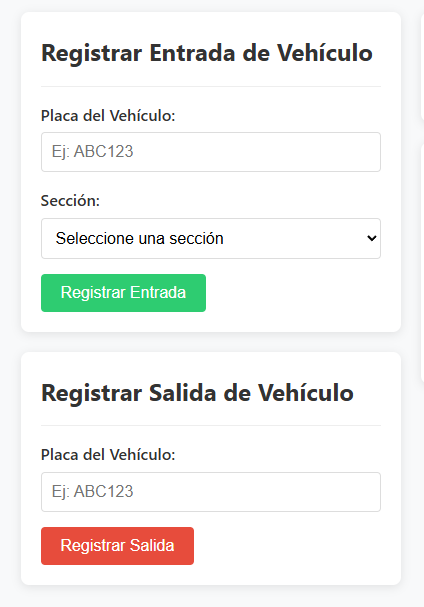 Registrar Entrada de Vehículo
Placa del Vehículo:
Ej: ABC123
Sección:
Seleccione una sección
Registrar Entrada
Registrar Salida de Vehículo
Placa del Vehículo:
Ej: ABC123
Registrar Salida